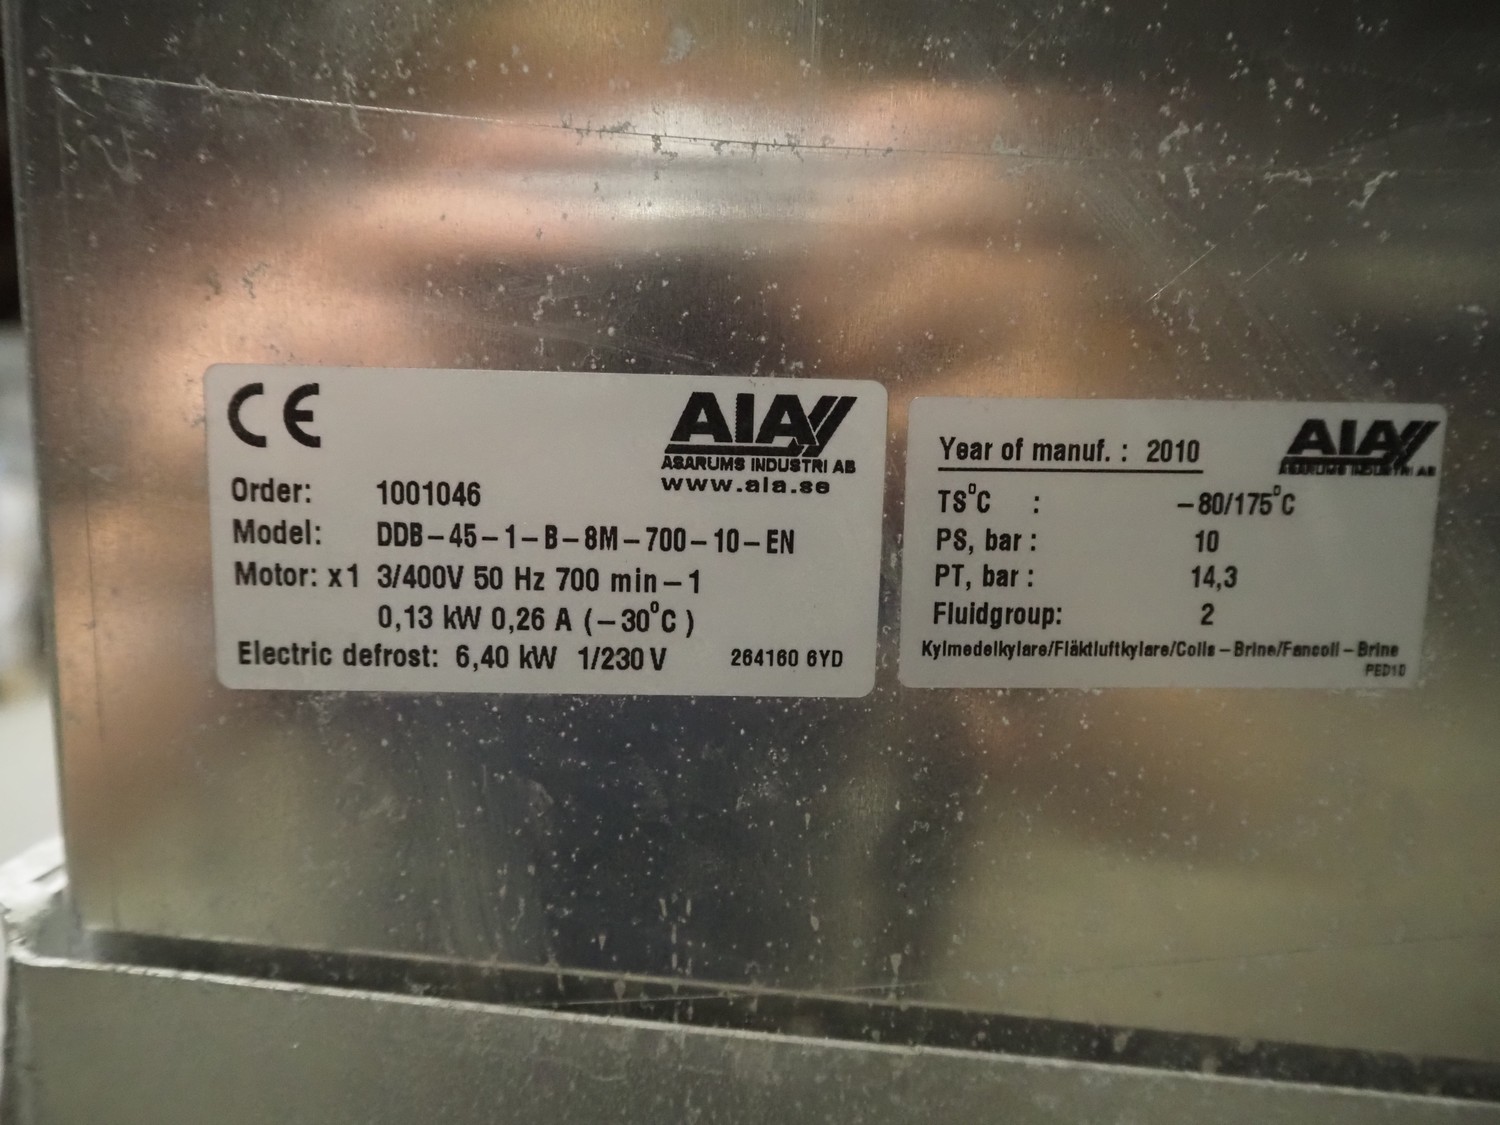 CE
AIA
ASARUMS INDUSTRI AB
www.aia.se
Order: 1001046
Model: DDB-45-1-B-8M-700-10-EN
Motor: x1 3/400V 50 Hz 700 min-1
0,13 kW 0,26 A (-30°C)
Electric defrost: 6,40 kW 1/230V 264160 6YD
AIA
ASARUMS INDUSTRI AB
Year of manuf. : 2010
TS°C : -80/175°C
PS, bar : 10
PT, bar : 14,3
Fluidgroup: 2
Kylmedelkylare/Fläktluftkylare/Coils-Brine/Fancoil-Brine
PED10